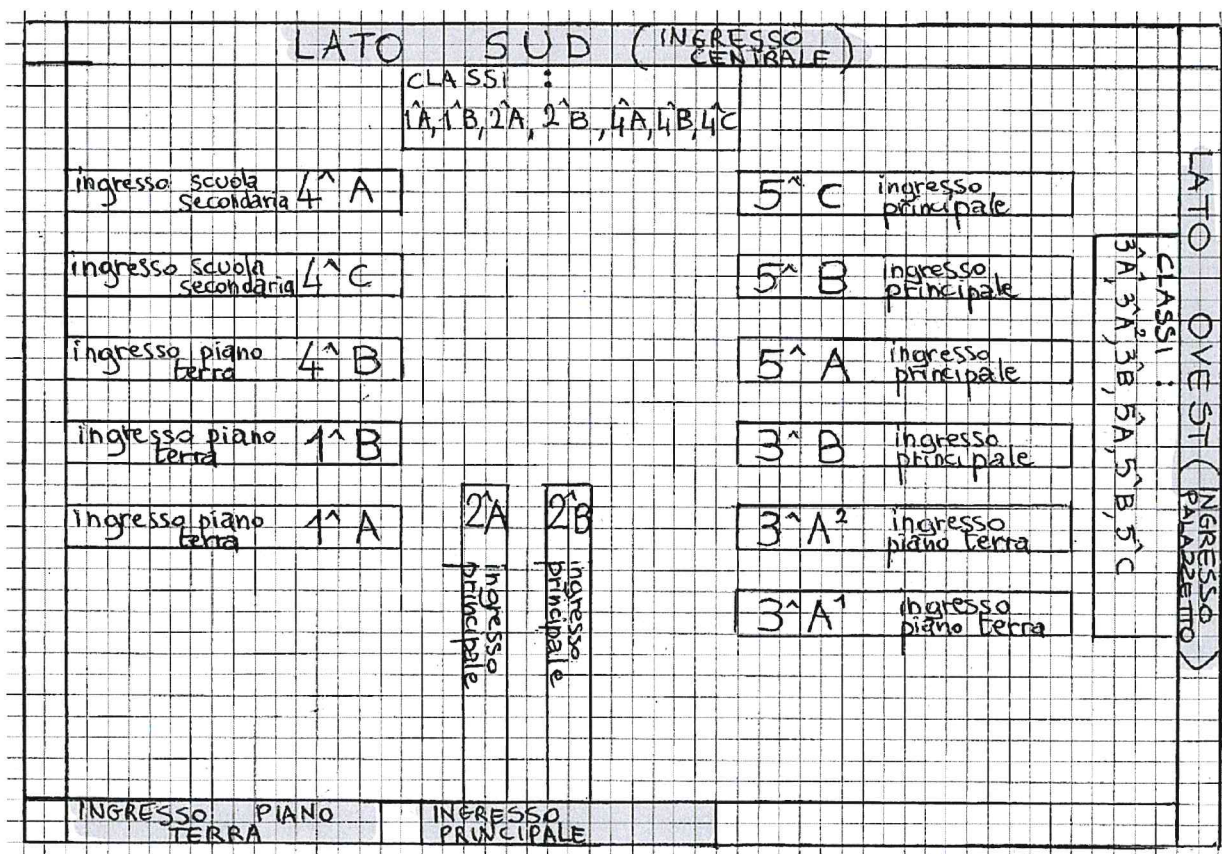 LATO SUD (INGRESSO
CENTRALE)
CLASSI :
1^A, 1^B, 2^A, 2^B, 4^A, 4^B, 4^C
ingresso scuola
secondaria 4^ A
ingresso scuola
secondaria 4^ C
ingresso piano
terra 4^ B
ingresso piano
terra 1^ B
ingresso piano
terra 1^ A
2^A ingresso
principale
2^B ingresso
principale
5^ C ingresso
principale
5^ B ingresso
principale
5^ A ingresso
principale
3^ B ingresso
principale
3^ A² ingresso
piano terra
3^ A¹ ingresso
piano terra
LATO OVEST (INGRESSO
PALAZZETTO)
CLASSI :
3^A¹, 3^A², 3^B, 5^A, 5^B, 5^C
INGRESSO PIANO
TERRA
INGRESSO
PRINCIPALE